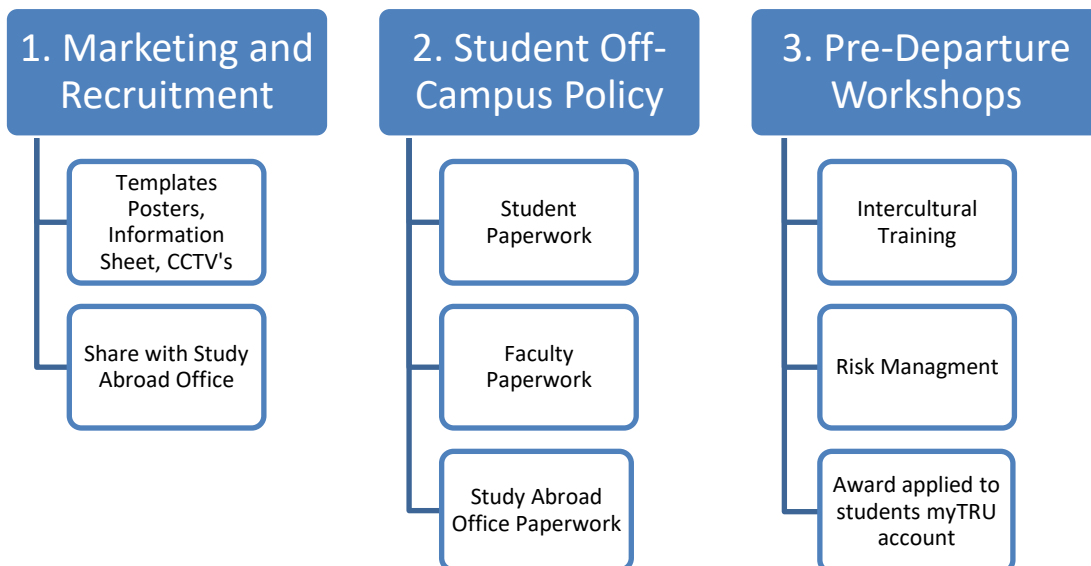 1. Marketing and
Recruitment
Templates
Posters,
Information
Sheet, CCTV's
Share with Study
Abroad Office
2. Student Off-
Campus Policy
Student
Paperwork
Faculty
Paperwork
Study Abroad
Office Paperwork
3. Pre-Departure
Workshops
Intercultural
Training
Risk Managment
Award applied to
students myTRU
account